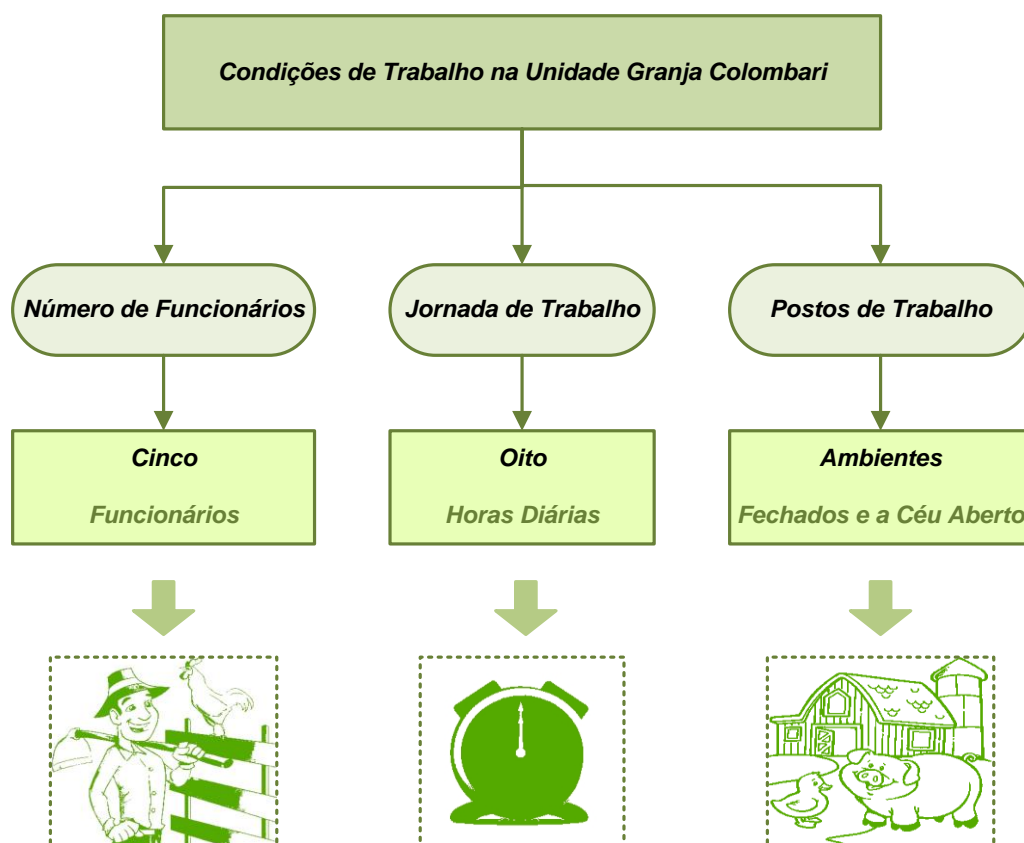 Condições de Trabalho na Unidade Granja Colombari
Número de Funcionários
Jornada de Trabalho
Postos de Trabalho
Cinco
Funcionários
Oito
Horas Diárias
Ambientes
Fechados e a Céu Aberto